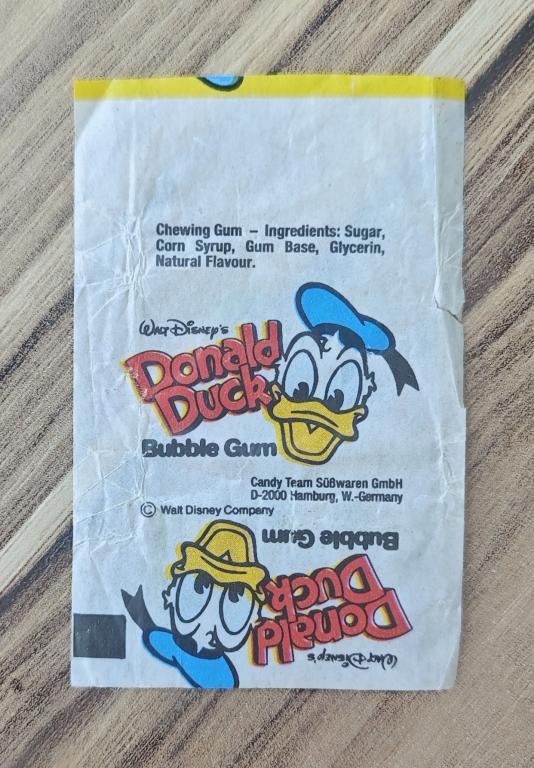 Chewing Gum – Ingredients: Sugar,
Corn Syrup, Gum Base, Glycerin,
Natural Flavour.
Walt Disney's
Donald
Duck
Bubble Gum
Candy Team Süßwaren GmbH
D-2000 Hamburg, W.-Germany
© Walt Disney Company
Walt Disney's
Donald
Duck
Bubble Gum